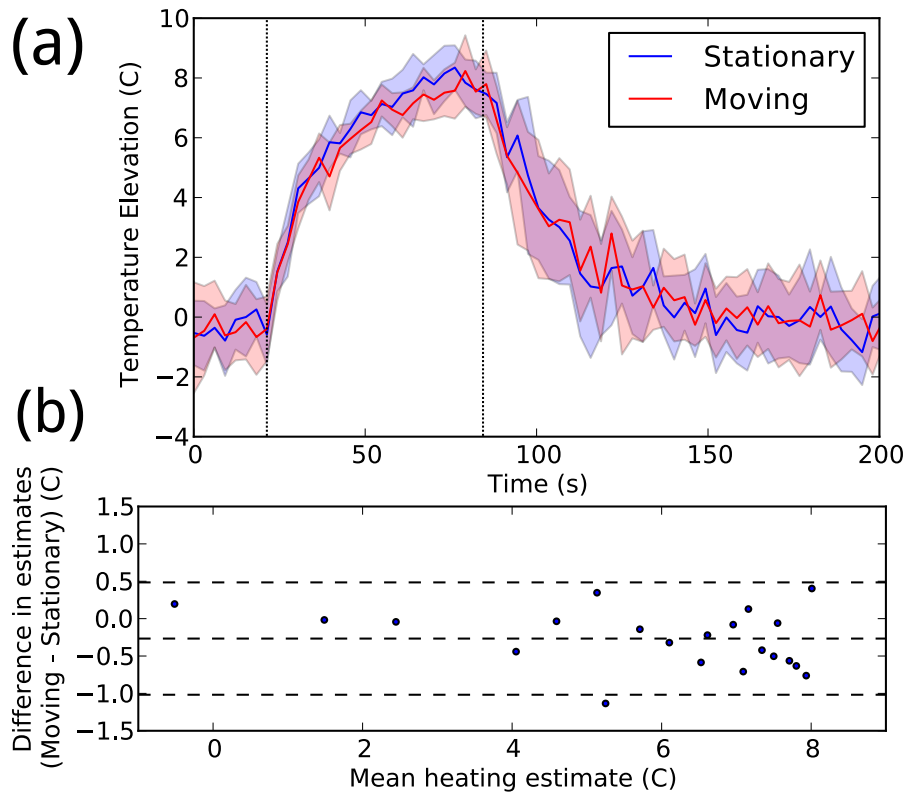 (a)
10
8
6
4
2
0
−2
−4
Temperature Elevation (C)
Stationary
Moving
0
50
100
150
200
Time (s)
(b)
1.5
1.0
0.5
0.0
−0.5
−1.0
−1.5
Difference in estimates
(Moving - Stationary) (C)
0
2
4
6
8
Mean heating estimate (C)